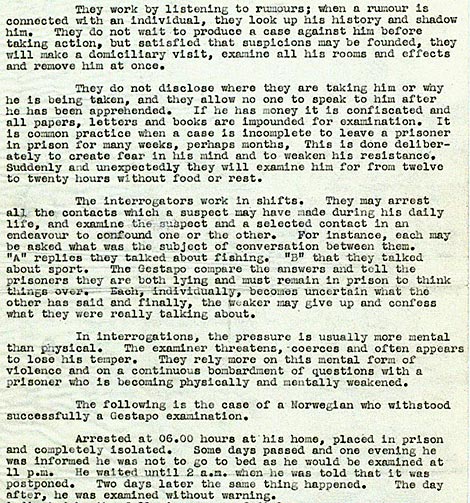 They work by listening to rumours; when a rumour is
connected with an individual, they look up his history and shadow
him. They do not wait to produce a case against him before
taking action, but satisfied that suspicions may be founded, they
will make a domiciliary visit, examine all his rooms and effects
and remove him at once.
They do not disclose where they are taking him or why
he is being taken, and they allow no one to speak to him after
he has been apprehended. If he has money it is confiscated and
all papers, letters and books are impounded for examination. It
is common practice when a case is incomplete to leave a prisoner
in prison for many weeks, perhaps months, This is done deliber-
ately to create fear in his mind and to weaken his resistance.
Suddenly and unexpectedly they will examine him for from twelve
to twenty hours without food or rest.
The interrogators work in shifts. They may arrest
all the contacts which a suspect may have made during his daily
life, and examine the suspect and a selected contact in an
endeavour to confound one or the other. For instance, each may
be asked what was the subject of conversation between them.
"A" replies they talked about fishing. "B" that they talked
about sport. The Gestapo compare the answers and tell the
prisoners they are both lying and must remain in prison to think
things over. Each, individually, becomes uncertain what the
other has said and finally, the weaker may give up and confess
what they were really talking about.
In interrogations, the pressure is usually more mental
than physical. The examiner threatens, coerces and often appears
to lose his temper. They rely more on this mental form of
violence and on a continuous bombardment of questions with a
prisoner who is becoming physically and mentally weakened.
The following is the case of a Norwegian who withstood
successfully a Gestapo examination.
Arrested at 06.00 hours at his home, placed in prison
and completely isolated. Some days passed and one evening he
was informed he was not to go to bed as he would be examined at
11 p.m. He waited until 2 a.m. when he was told that it was
postponed. Two days later the same thing happened. The day
after, he was examined without warning.